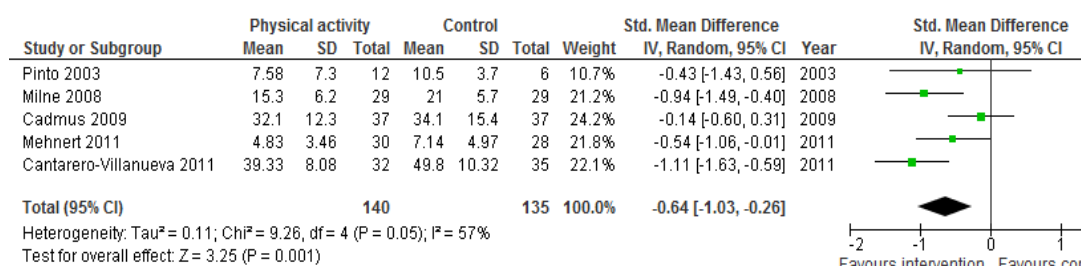 Physical activity Control Std. Mean Difference Std. Mean Difference
Study or Subgroup Mean SD Total Mean SD Total Weight IV, Random, 95% CI Year IV, Random, 95% CI
Pinto 2003 7.58 7.3 12 10.5 3.7 6 10.7% -0.43 [-1.43, 0.56] 2003
Milne 2008 15.3 6.2 29 21 5.7 29 21.2% -0.94 [-1.49, -0.40] 2008
Cadmus 2009 32.1 12.3 37 34.1 15.4 37 24.2% -0.14 [-0.60, 0.31] 2009
Mehnert 2011 4.83 3.46 30 7.14 4.97 28 21.8% -0.54 [-1.06, -0.01] 2011
Cantarero-Villanueva 2011 39.33 8.08 32 49.8 10.32 35 22.1% -1.11 [-1.63, -0.59] 2011
Total (95% CI) 140 135 100.0% -0.64 [-1.03, -0.26]
Heterogeneity: Tau² = 0.11; Chi² = 9.26, df = 4 (P = 0.05); I² = 57%
Test for overall effect: Z = 3.25 (P = 0.001)
-2 -1 0 1
Favours intervention Favours con